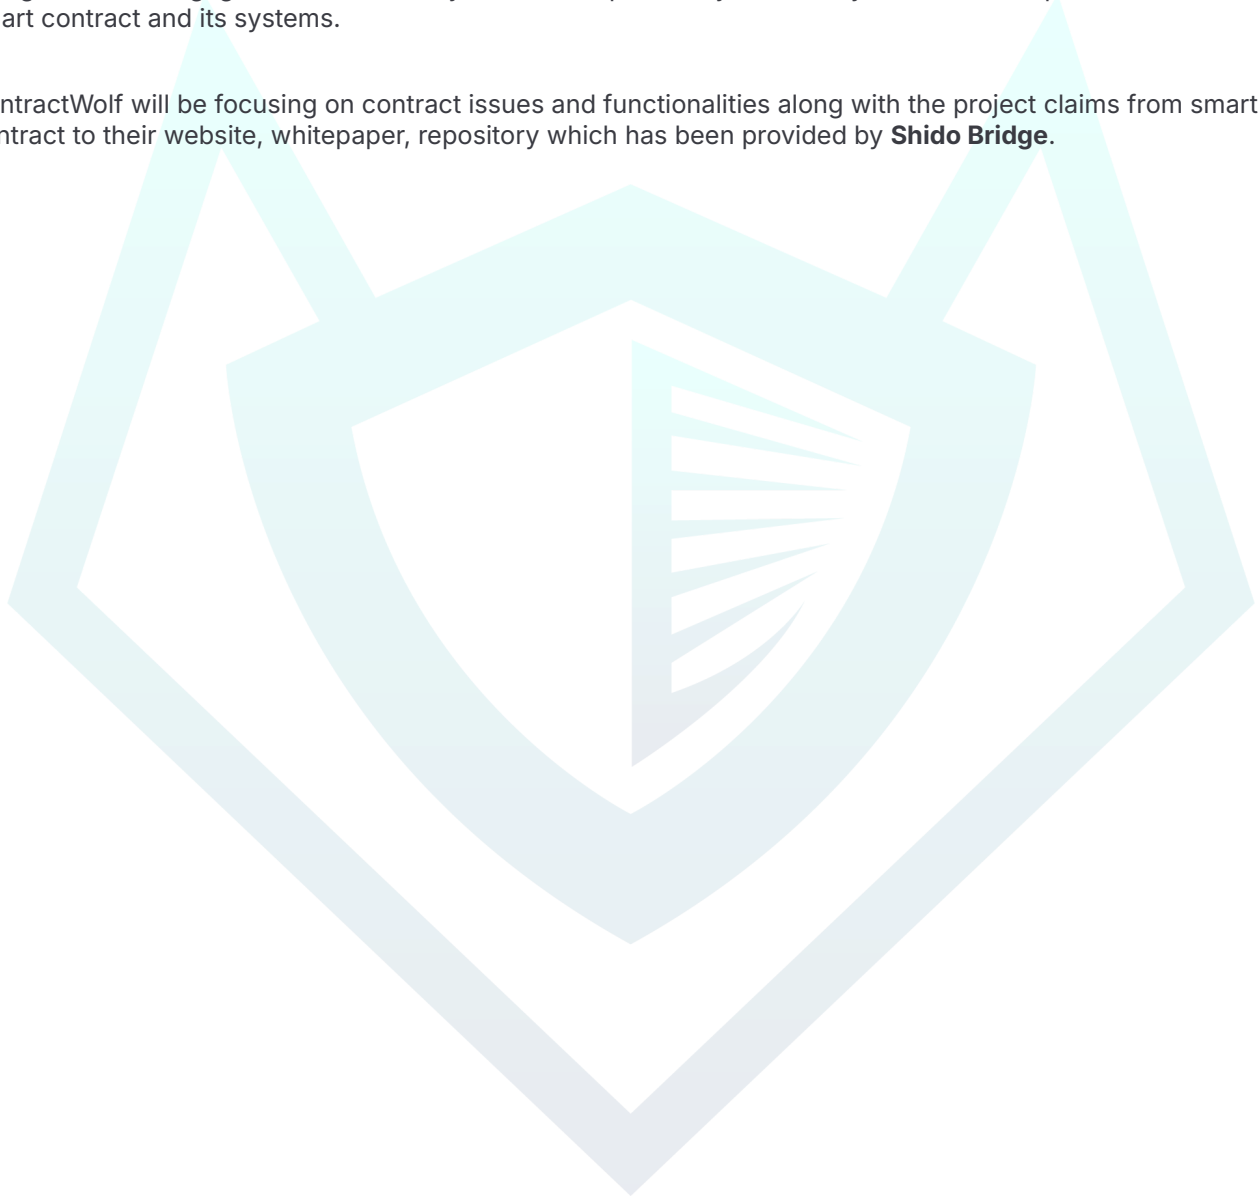 art contract and its systems.
ntractWolf will be focusing on contract issues and functionalities along with the project claims from smart
ntract to their website, whitepaper, repository which has been provided by Shido Bridge.